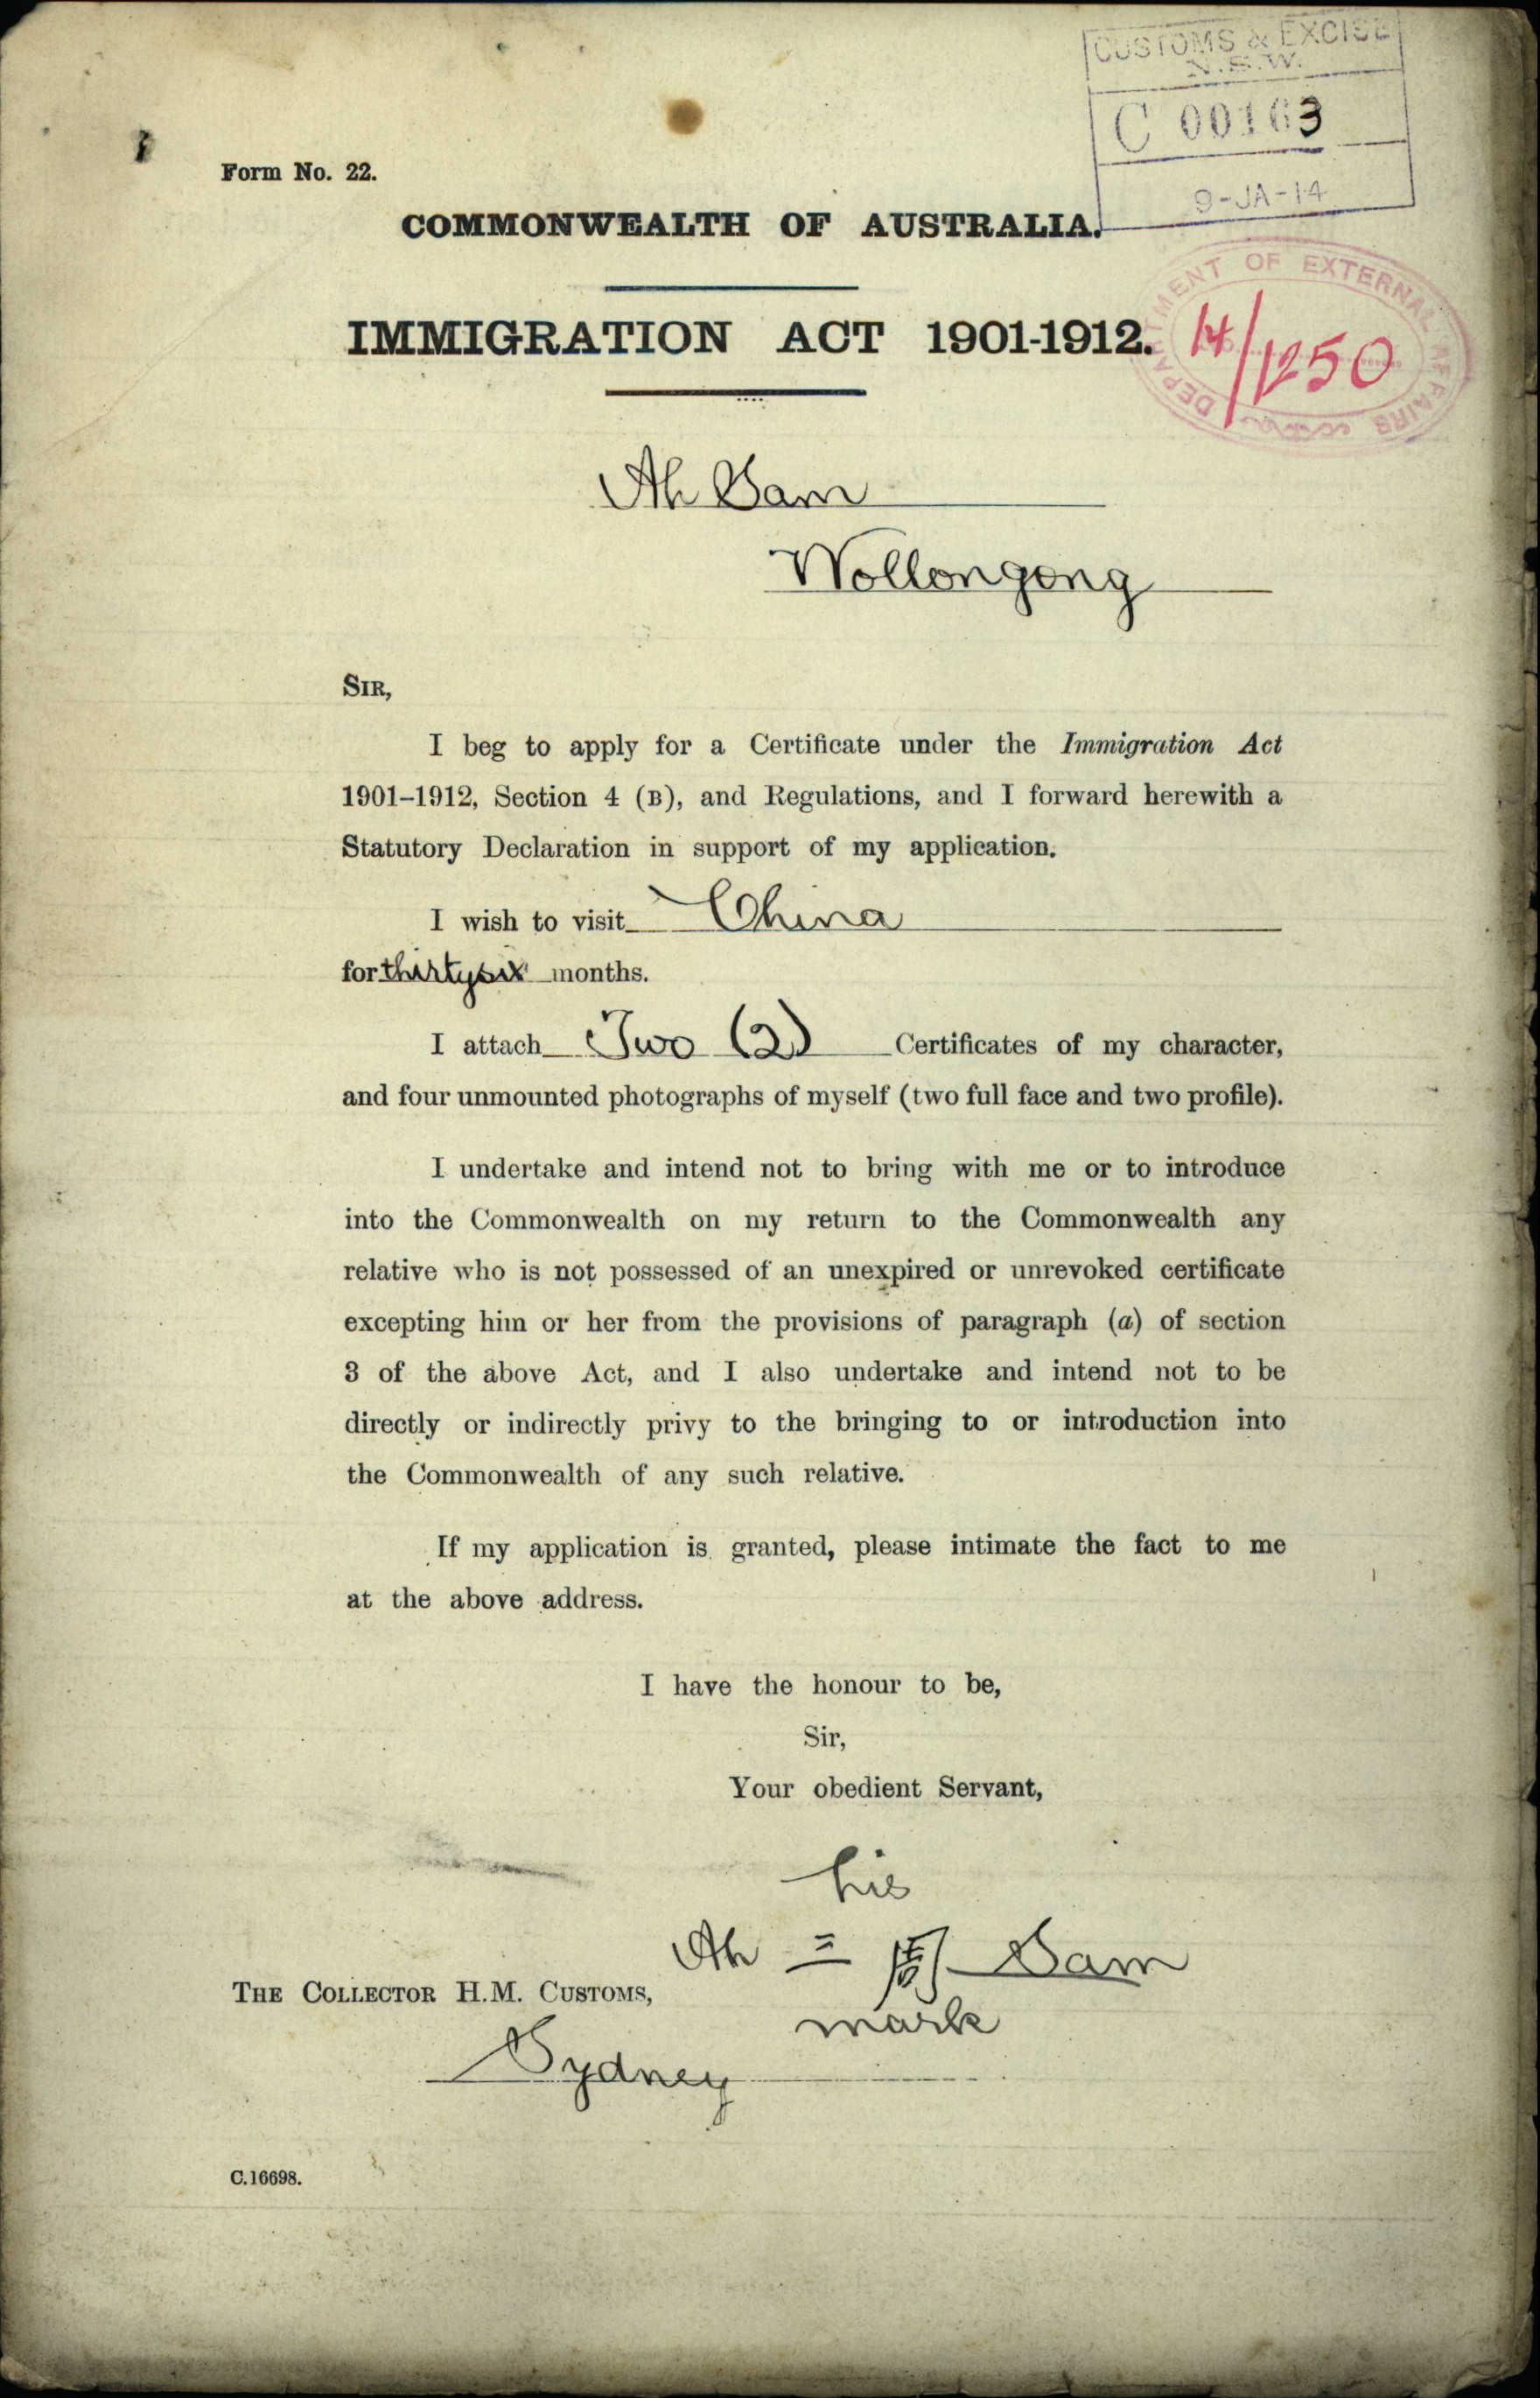 CUSTOMS & EXCISE
N.S.W.
C 00163
9-JA-14
Form No. 22.
COMMONWEALTH OF AUSTRALIA.
DEPARTMENT OF EXTERNAL AFFAIRS
IMMIGRATION ACT 1901-1912.
14/1250
Ah Sam
Wollongong
SIR,
I beg to apply for a Certificate under the Immigration Act
1901-1912, Section 4 (B), and Regulations, and I forward herewith a
Statutory Declaration in support of my application.
I wish to visit China
for thirtysix months.
I attach Two (2) Certificates of my character,
and four unmounted photographs of myself (two full face and two profile).
I undertake and intend not to bring with me or to introduce
into the Commonwealth on my return to the Commonwealth any
relative who is not possessed of an unexpired or unrevoked certificate
excepting him or her from the provisions of paragraph (a) of section
3 of the above Act, and I also undertake and intend not to be
directly or indirectly privy to the bringing to or introduction into
the Commonwealth of any such relative.
If my application is granted, please intimate the fact to me
at the above address.
I have the honour to be,
Sir,
Your obedient Servant,
his
Ah 三 周 Sam
mark
THE COLLECTOR H.M. CUSTOMS,
Sydney
C.16698.